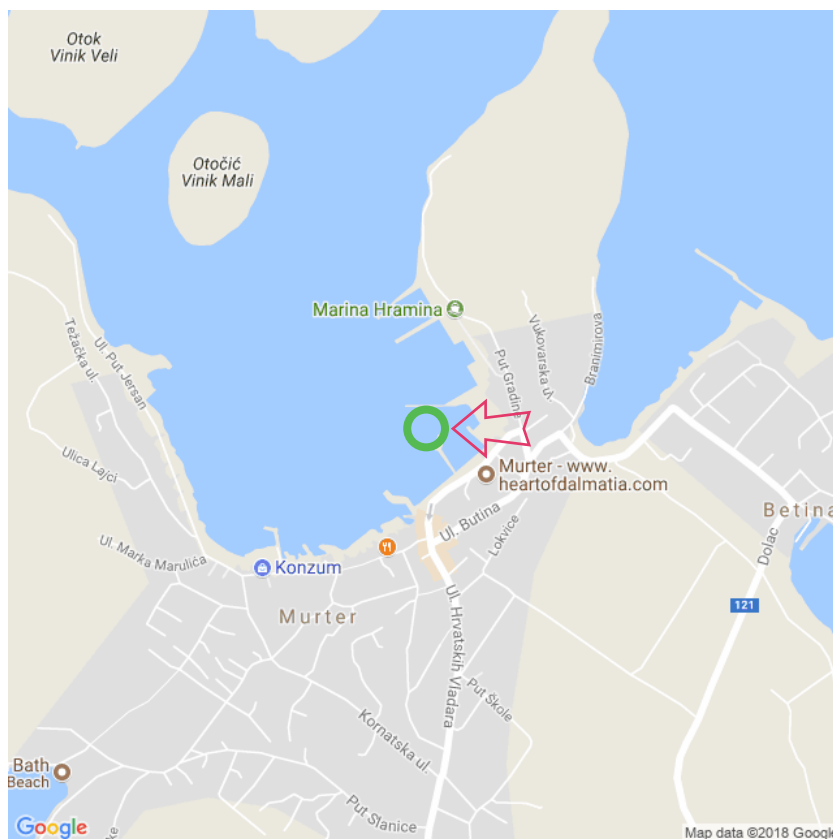 Otok
Vinik Veli
Otočić
Vinik Mali
Marina Hramina
Težačka ul.
Ul. Put Jersan
Put Gradine
Vukovarska ul.
Branimirova
Ulica Lajci
Murter - www.
heartofdalmatia.com
Betina
Ul. Butina
Lokvice
Dolac
Ul. Marka Marulića
Konzum
Murter
121
Ul. Hrvatskih Vladara
Put Škole
Kornatska ul.
Bath
Beach
Put Slanice
ke
Google
Map data ©2018 Google